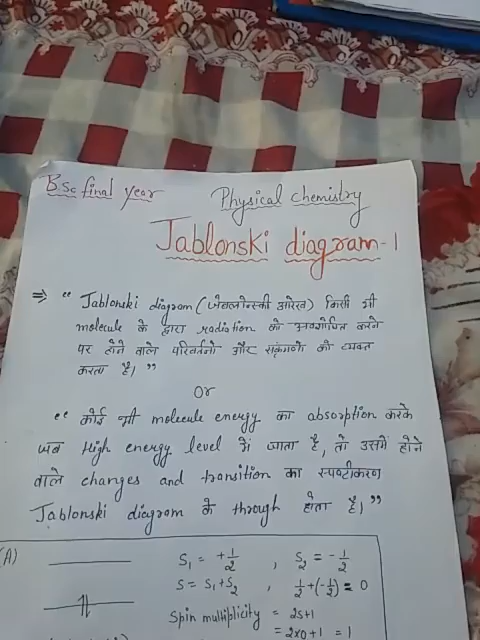 B.Sc final year
Physical chemistry
Jablonski diagram-1
⇒ " Jablonski diagram (जेबलोन्स्की आरेख) किसी भी
molecule के द्वारा radiation को अवशोषित करने
पर होने वाले परिवर्तनो और संक्रमणो को व्यक्त
करता है। "
Or
" कोई भी molecule energy का absorption करके
जब High energy level में जाता है, तो उसमें होने
वाले changes and transition का स्पष्टीकरण
Jablonski diagram के through होता है। "
(A) S₁ = +1/2 , S₂ = -1/2
S = S₁+S₂ , 1/2+(-1/2) = 0
Spin multiplicity = 2S+1
= 2x0+1 = 1